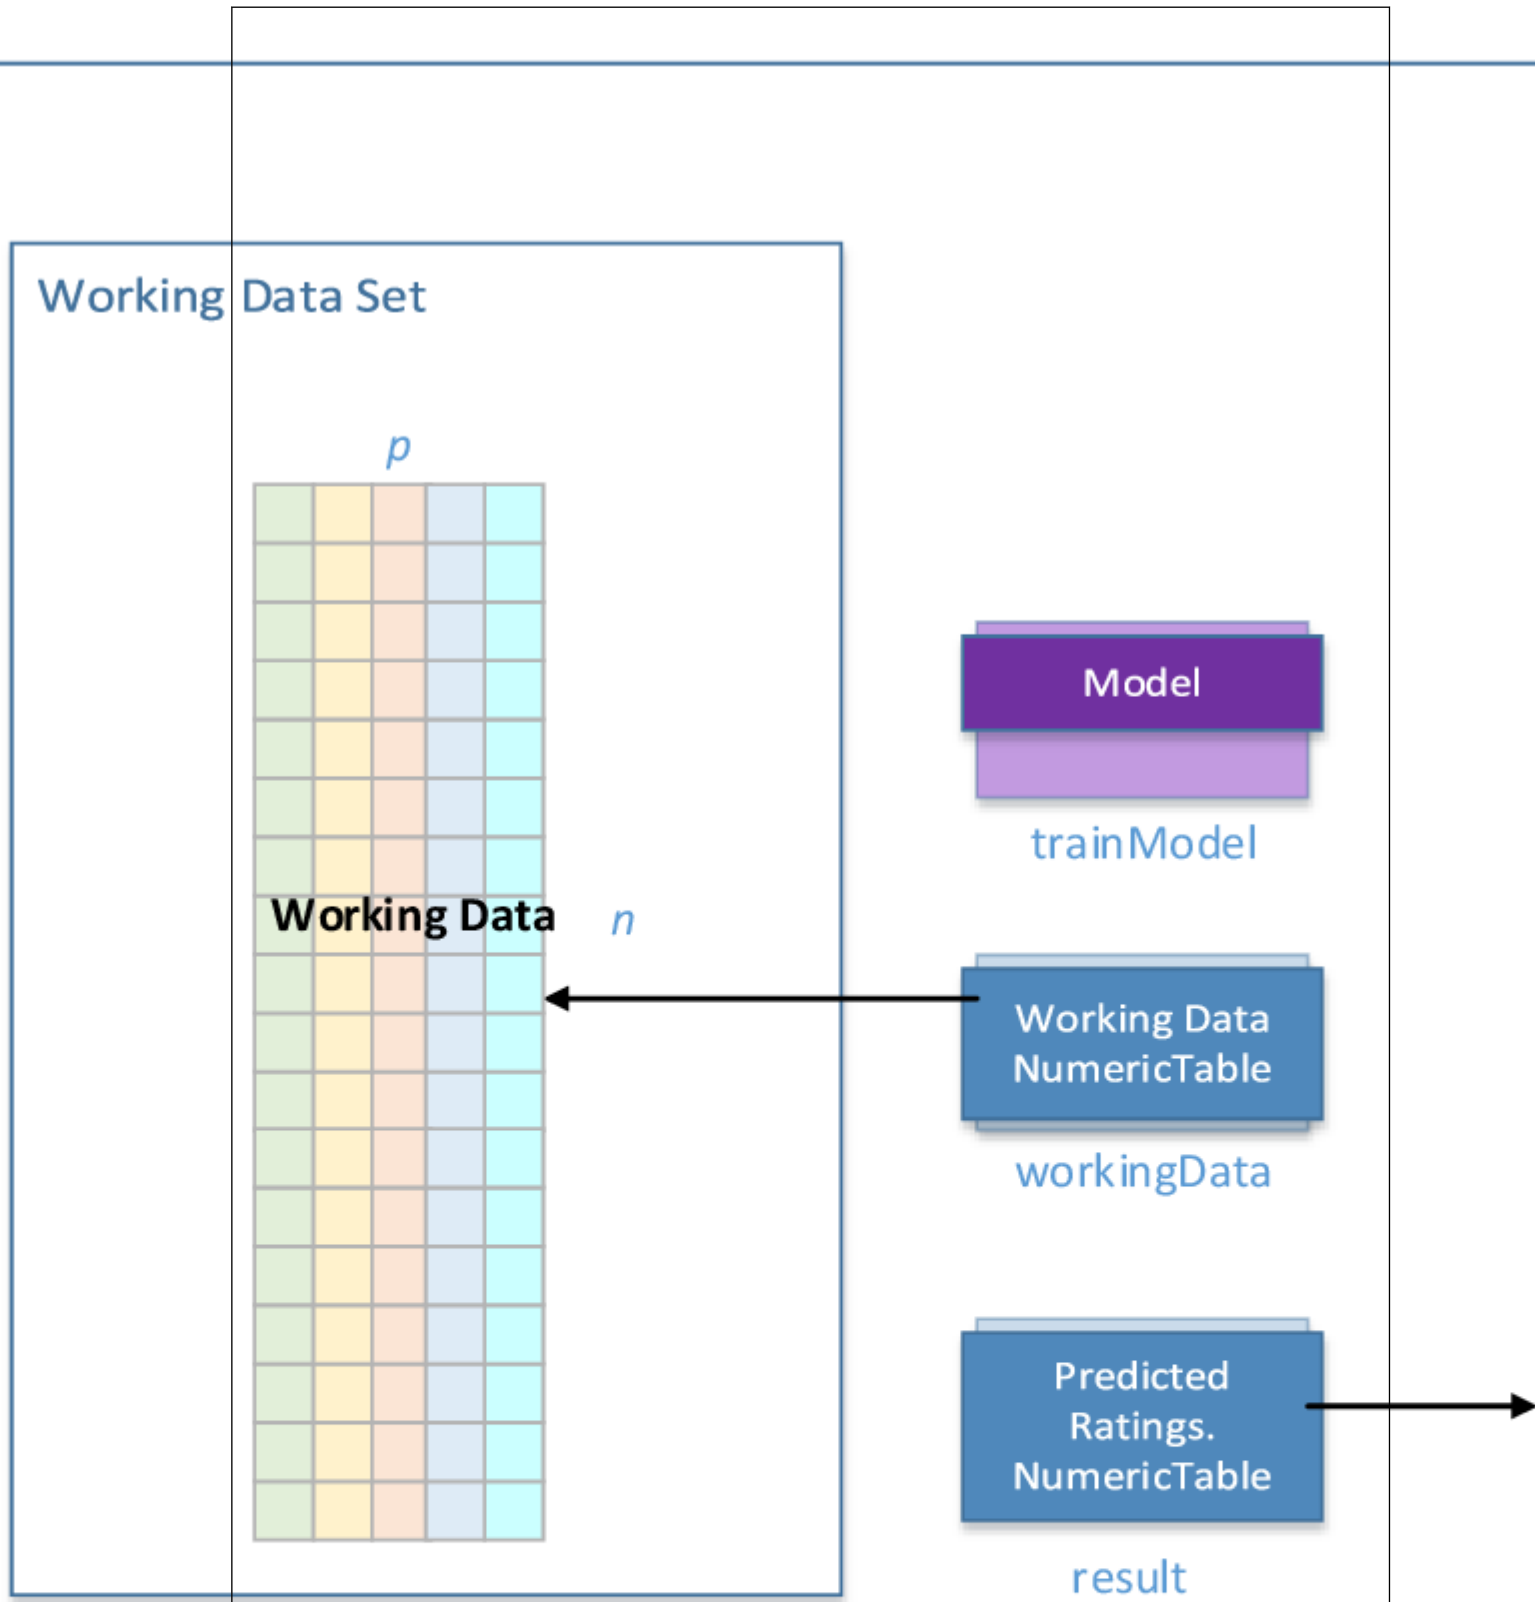 Working Data Set
p
Working Data
n
Model
trainModel
Working Data
NumericTable
workingData
Predicted
Ratings.
NumericTable
result